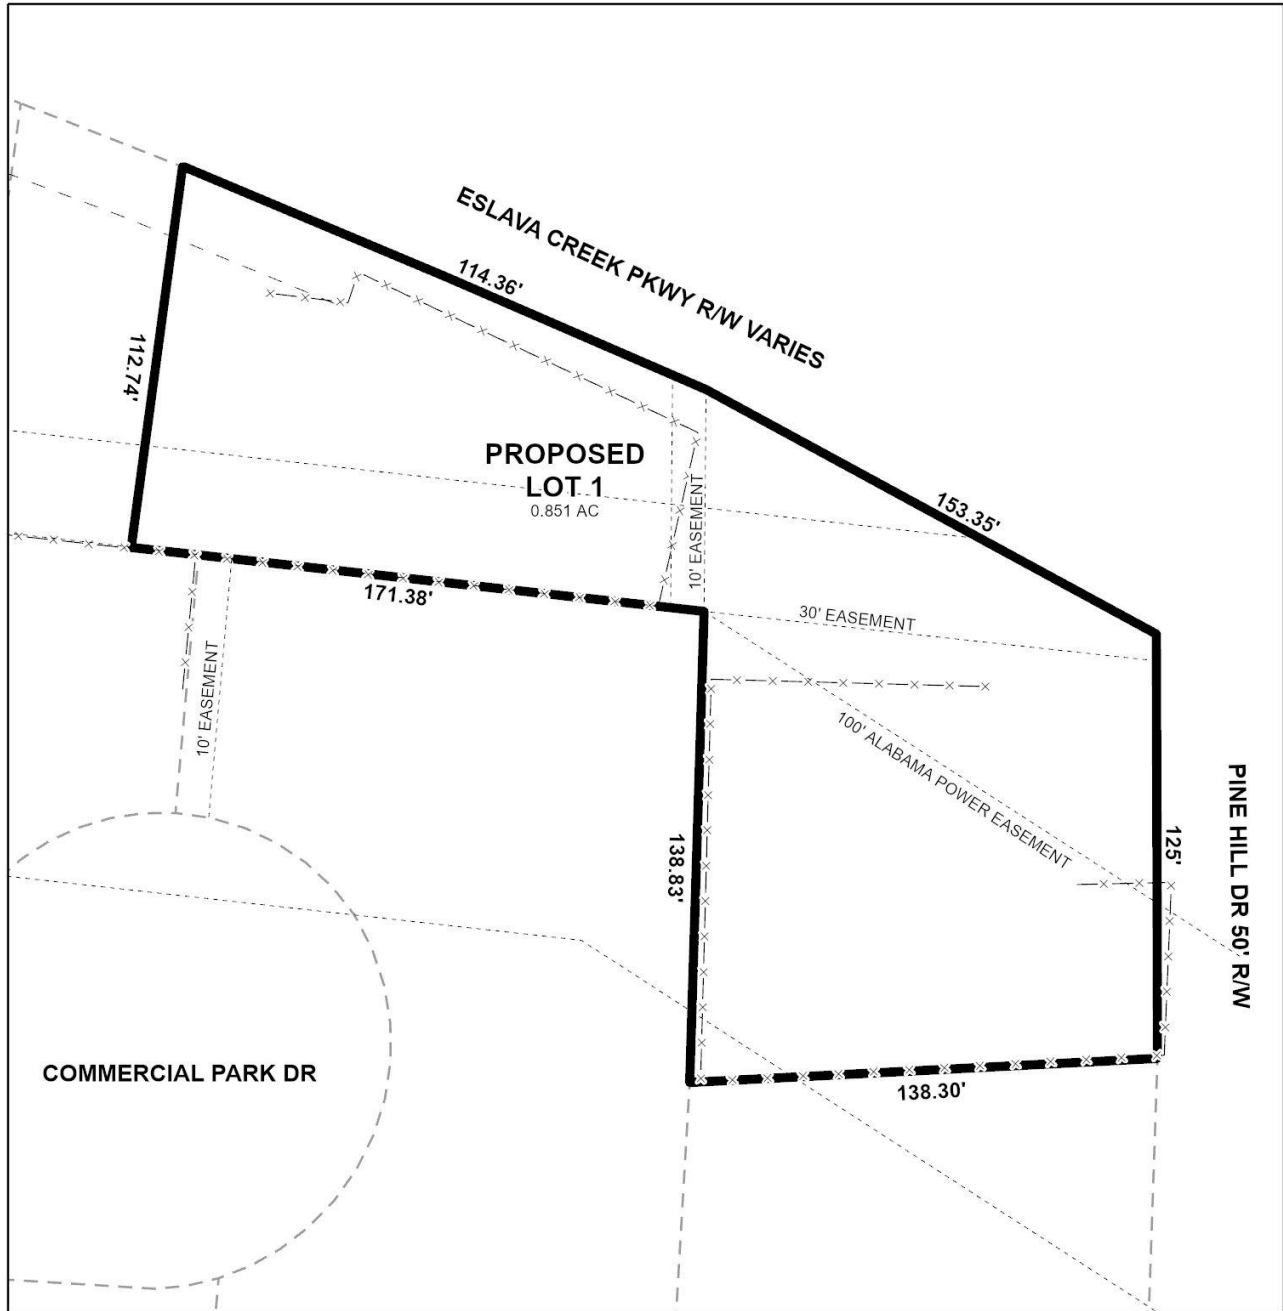 ESLAVA CREEK PKWY R/W VARIES
114.36'
112.74'
PROPOSED
LOT 1
0.851 AC
10' EASEMENT
153.35'
171.38'
30' EASEMENT
10' EASEMENT
100' ALABAMA POWER EASEMENT
PINE HILL DR 50' R/W
125'
138.83'
COMMERCIAL PARK DR
138.30'